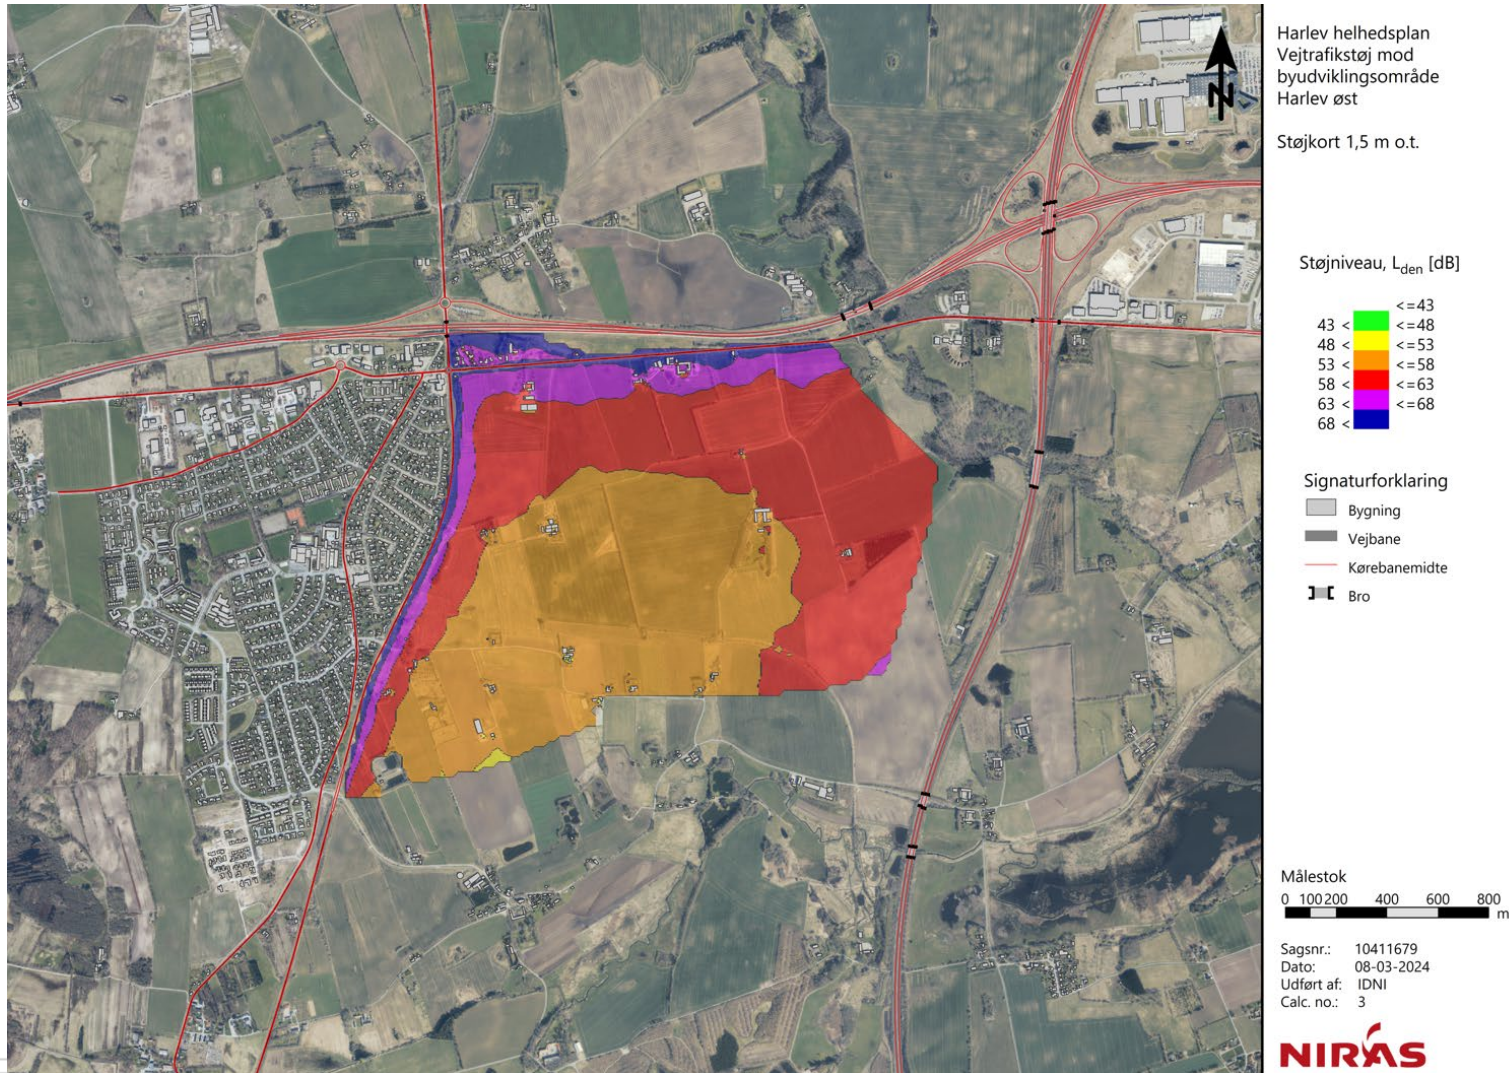 Harlev helhedsplan
Vejtrafikstøj mod
byudviklingsområde
Harlev øst
N
Støjkort 1,5 m o.t.
Støjniveau, Lden [dB]
<=43
43 < <=48
48 < <=53
53 < <=58
58 < <=63
63 < <=68
68 <
Signaturforklaring
Bygning
Vejbane
Kørebanemidte
Bro
Målestok
0 100 200 400 600 800
m
Sagsnr.: 10411679
Dato: 08-03-2024
Udført af: IDNI
Calc. no.: 3
NIRAS